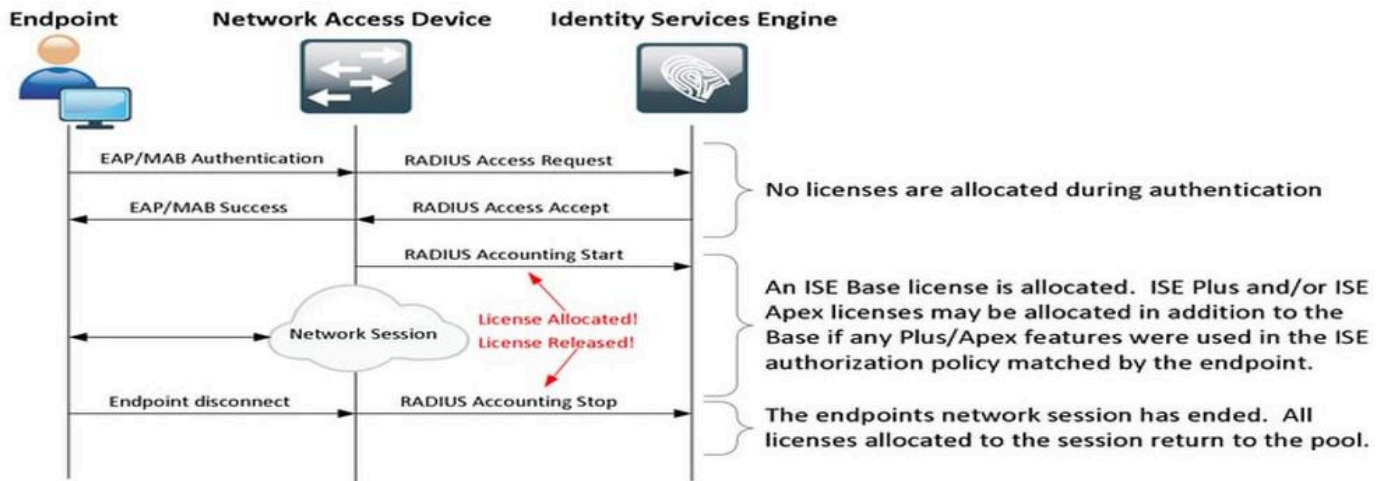 Endpoint
Network Access Device
Identity Services Engine
EAP/MAB Authentication
RADIUS Access Request
No licenses are allocated during authentication
EAP/MAB Success
RADIUS Access Accept
RADIUS Accounting Start
An ISE Base license is allocated. ISE Plus and/or ISE
Apex licenses may be allocated in addition to the
Base if any Plus/Apex features were used in the ISE
authorization policy matched by the endpoint.
License Allocated!
Network Session
License Released!
Endpoint disconnect
RADIUS Accounting Stop
The endpoints network session has ended. All
licenses allocated to the session return to the pool.